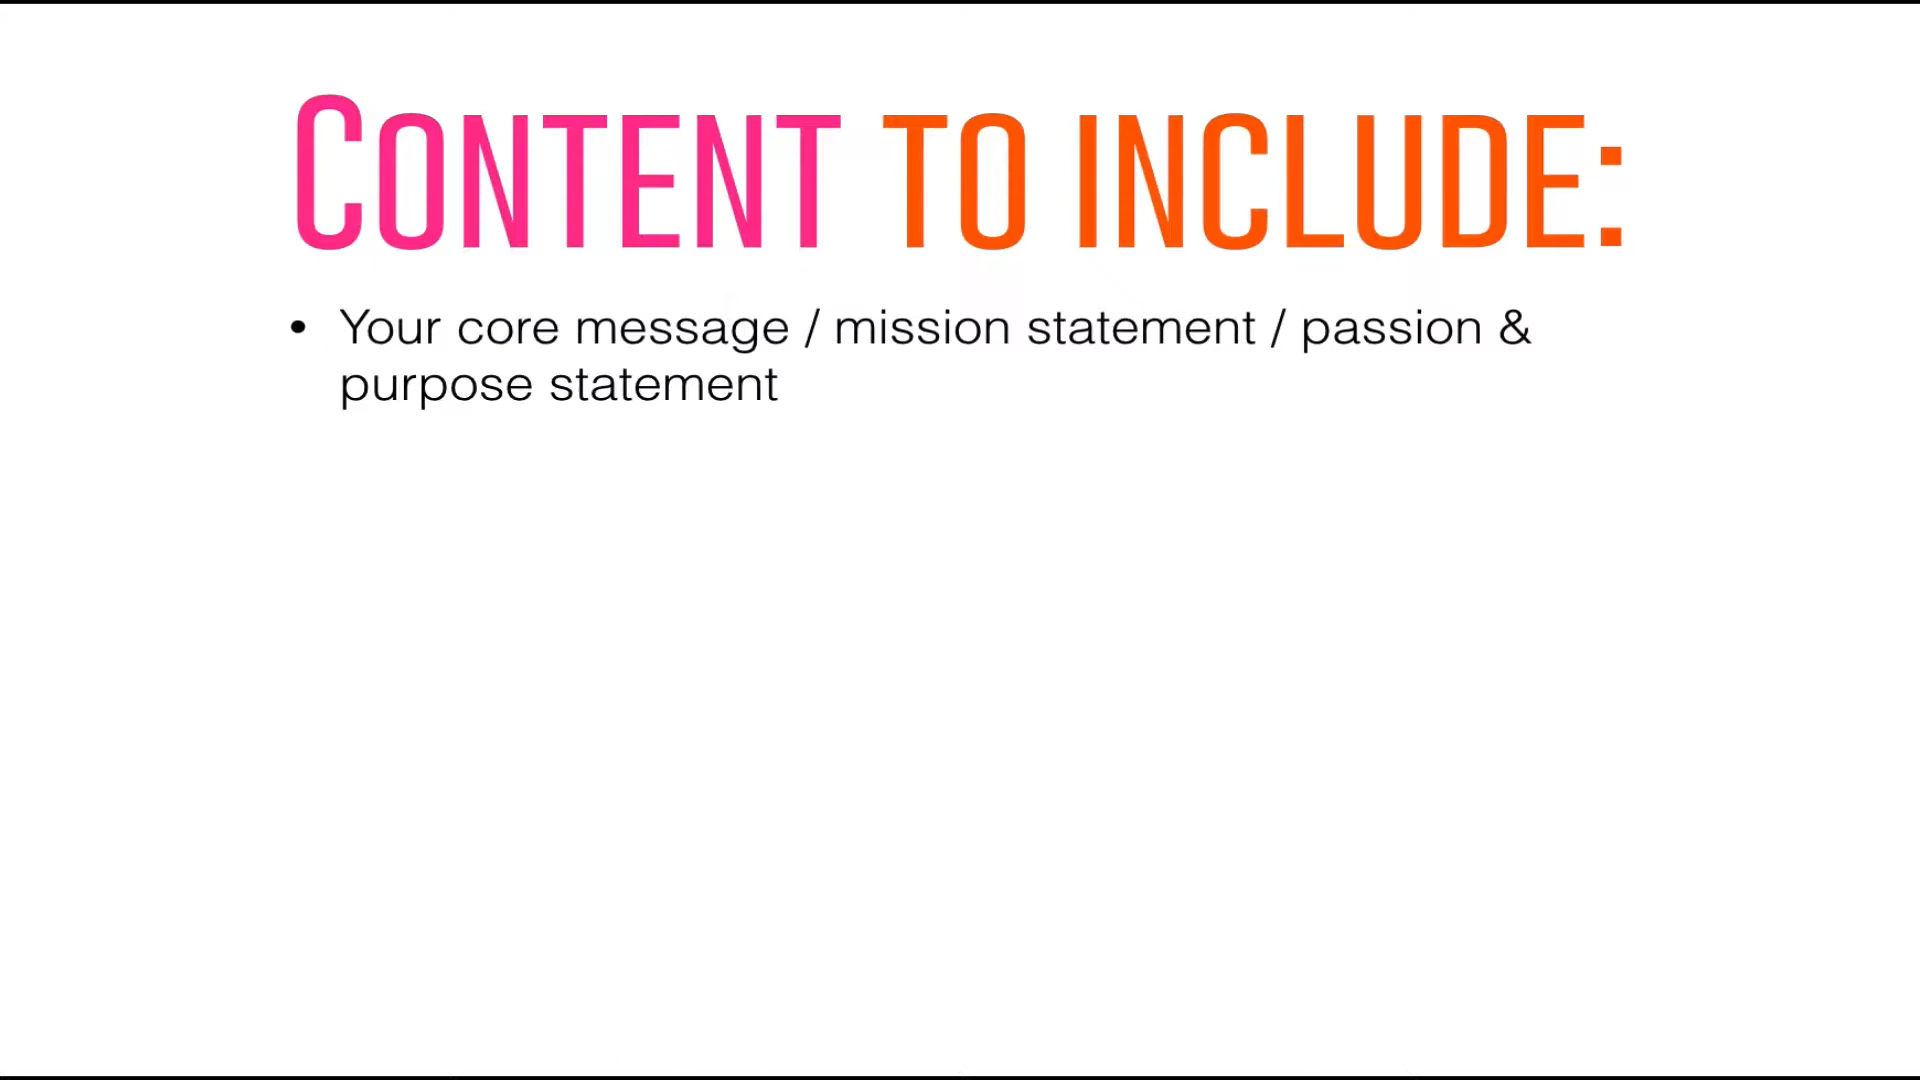 CONTENT TO INCLUDE:
• Your core message / mission statement / passion &
purpose statement